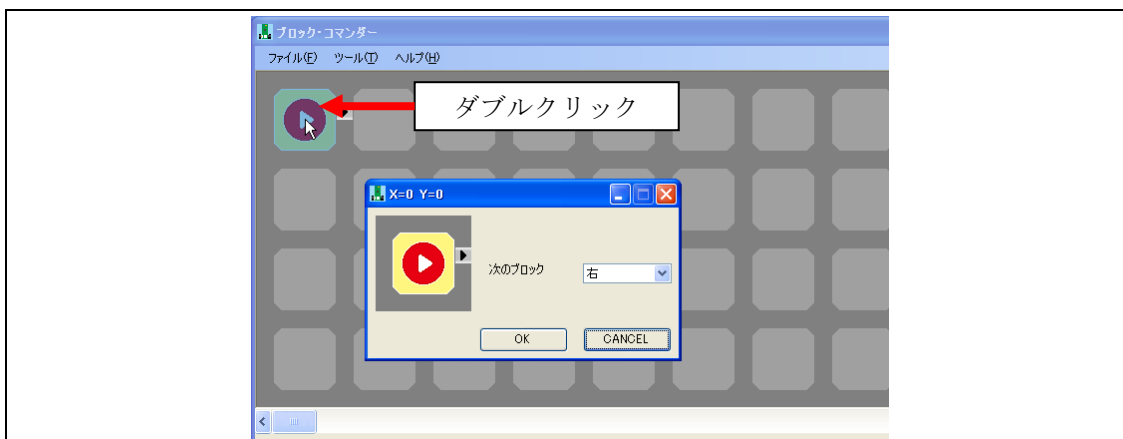 ブロック・コマンダー
ファイル(F) ツール(T) ヘルプ(H)
ダブルクリック
X=0 Y=0
次のブロック
右
OK
CANCEL